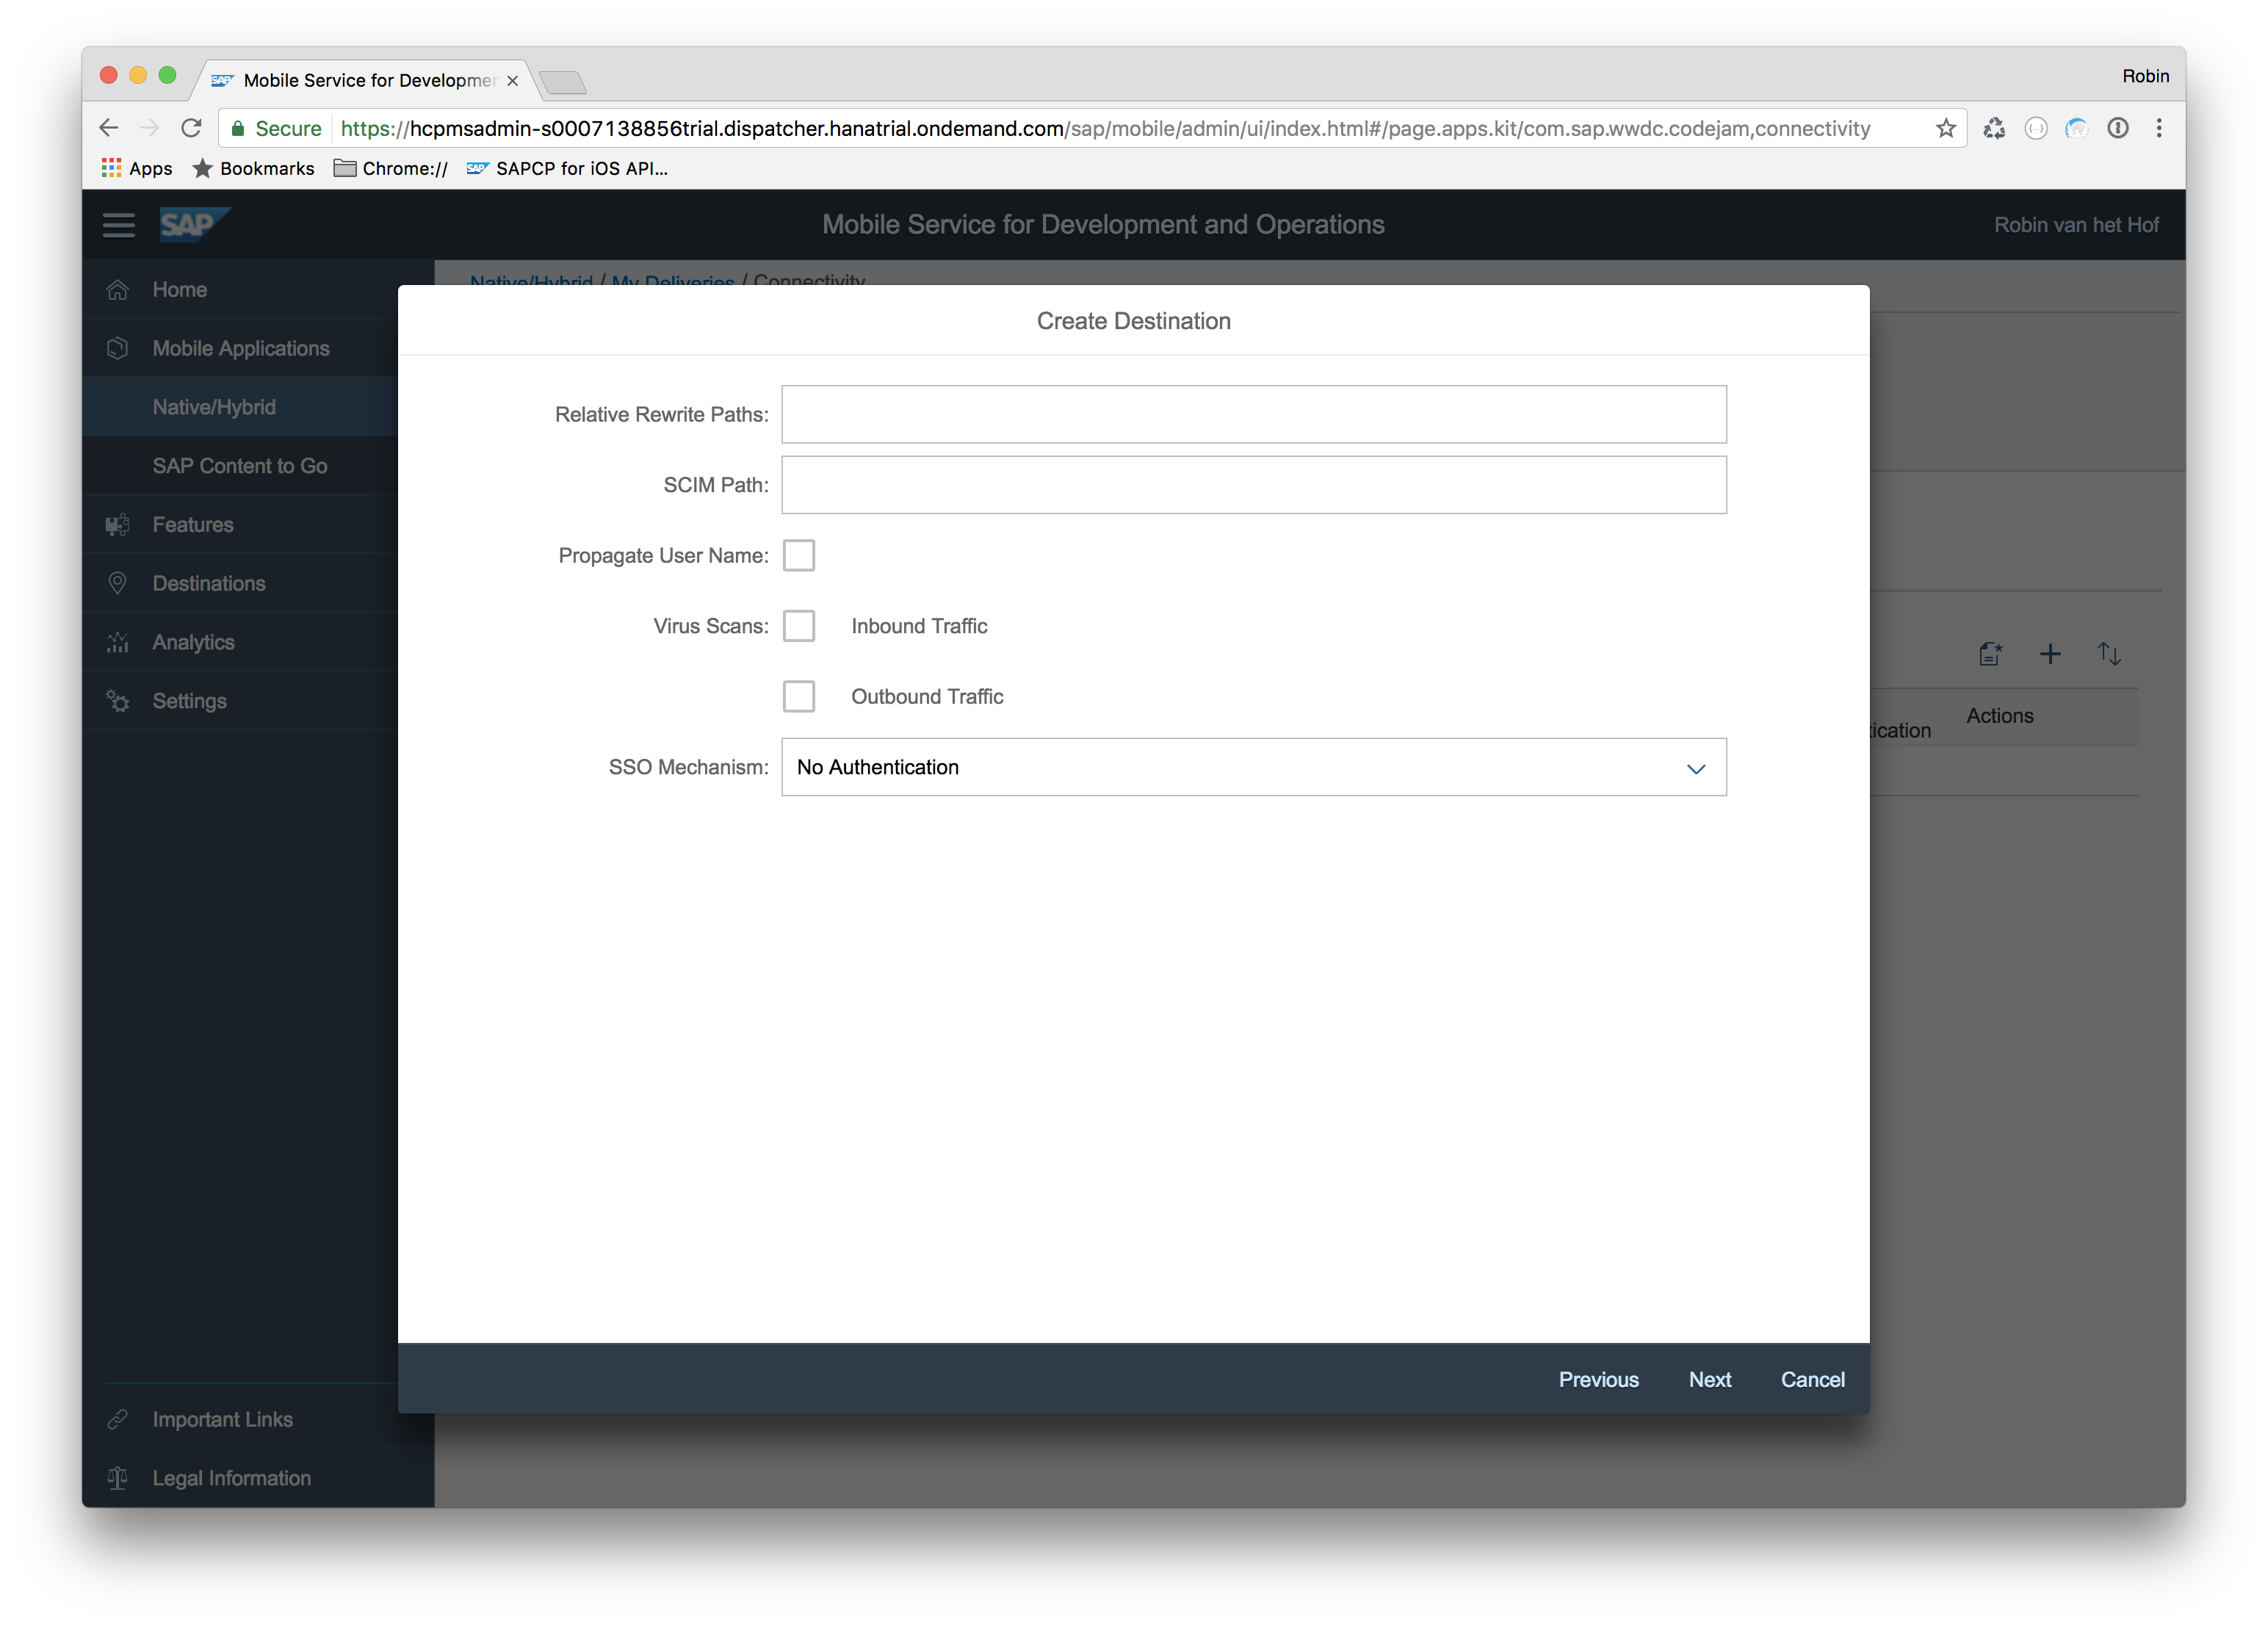 Mobile Service for Developmen
Robin
Secure https://hcpmsadmin-s0007138856trial.dispatcher.hanatrial.ondemand.com/sap/mobile/admin/ui/index.html#/page.apps.kit/com.sap.wwdc.codejam,connectivity
Apps Bookmarks Chrome:// SAP SAPCP for iOS API...
SAP Mobile Service for Development and Operations Robin van het Hof
Home
Mobile Applications
Native/Hybrid
SAP Content to Go
Features
Destinations
Analytics
Settings
Important Links
Legal Information
Native/Hybrid / My Deliveries / Connectivity
Create Destination
Relative Rewrite Paths:
SCIM Path:
Propagate User Name:
Virus Scans: Inbound Traffic
Outbound Traffic
SSO Mechanism: No Authentication
Previous Next Cancel
ication
Actions